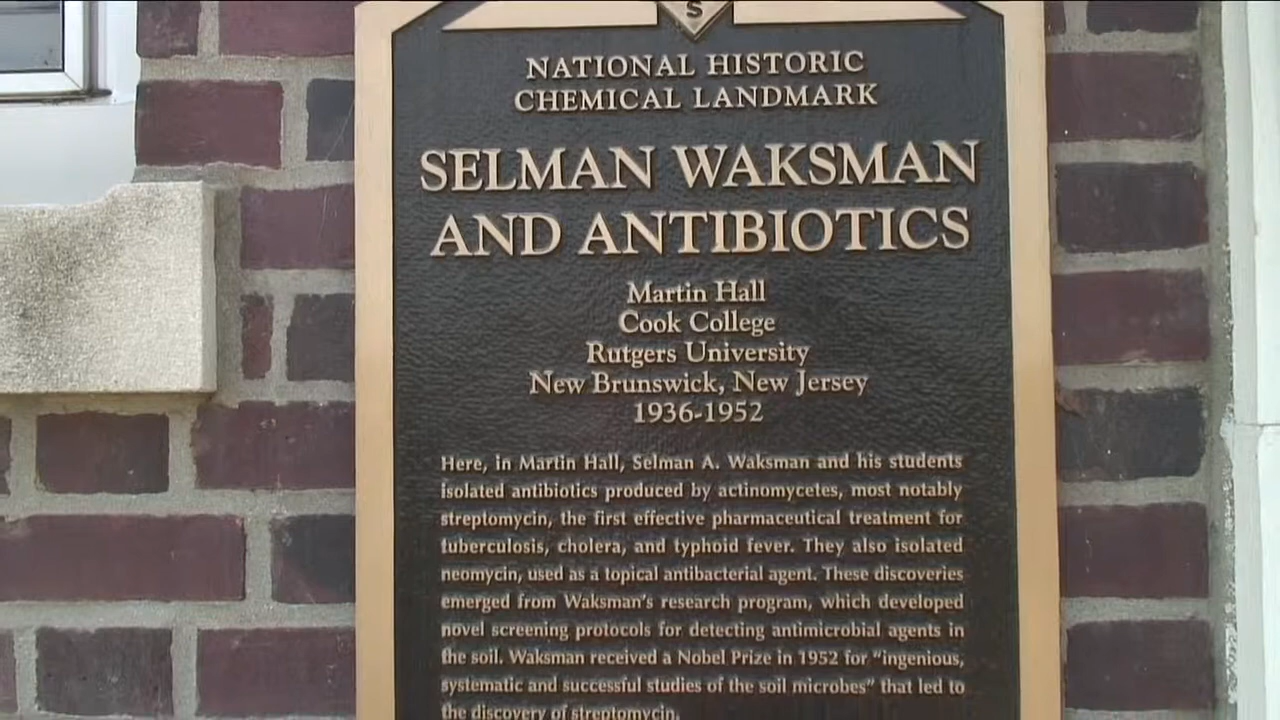 S
NATIONAL HISTORIC
CHEMICAL LANDMARK
SELMAN WAKSMAN
AND ANTIBIOTICS
Martin Hall
Cook College
Rutgers University
New Brunswick, New Jersey
1936-1952
Here, in Martin Hall, Selman A. Waksman and his students
isolated antibiotics produced by actinomycetes, most notably
streptomycin, the first effective pharmaceutical treatment for
tuberculosis, cholera, and typhoid fever. They also isolated
neomycin, used as a topical antibacterial agent. These discoveries
emerged from Waksman's research program, which developed
novel screening protocols for detecting antimicrobial agents in
the soil. Waksman received a Nobel Prize in 1952 for "ingenious,
systematic and successful studies of the soil microbes" that led to
the discovery of streptomycin.